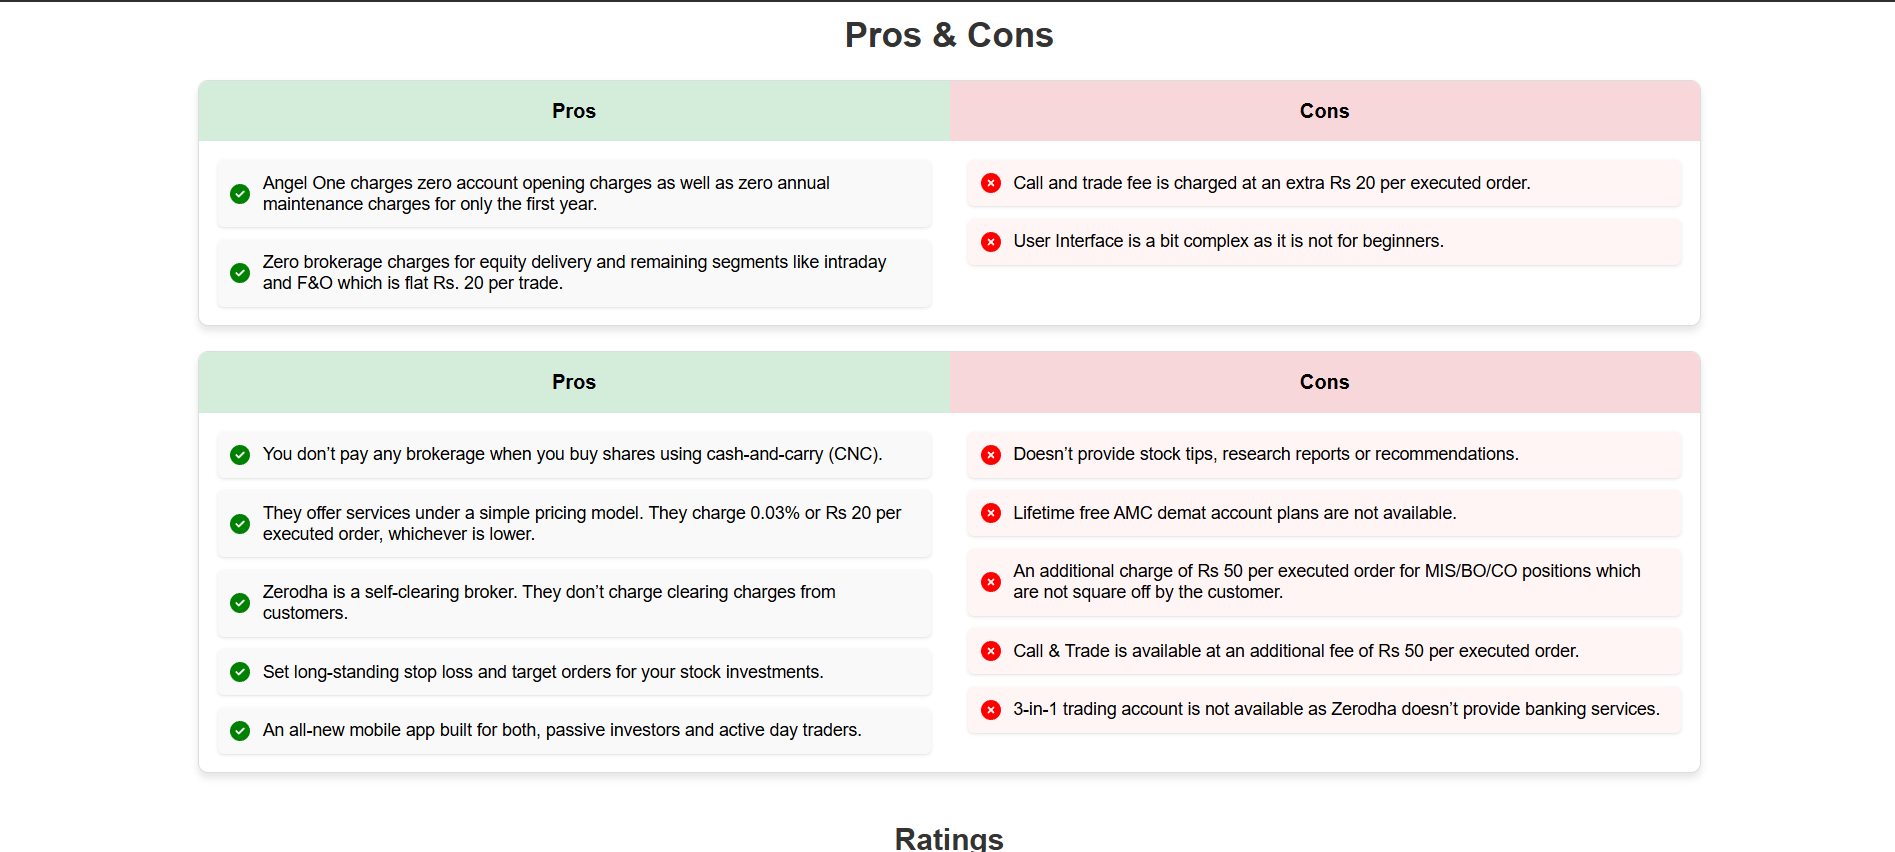 Pros & Cons
Pros
Cons
Angel One charges zero account opening charges as well as zero annual
maintenance charges for only the first year.
Zero brokerage charges for equity delivery and remaining segments like intraday
and F&O which is flat Rs. 20 per trade.
Call and trade fee is charged at an extra Rs 20 per executed order.
User Interface is a bit complex as it is not for beginners.
Pros
Cons
You don’t pay any brokerage when you buy shares using cash-and-carry (CNC).
They offer services under a simple pricing model. They charge 0.03% or Rs 20 per
executed order, whichever is lower.
Zerodha is a self-clearing broker. They don’t charge clearing charges from
customers.
Set long-standing stop loss and target orders for your stock investments.
An all-new mobile app built for both, passive investors and active day traders.
Doesn’t provide stock tips, research reports or recommendations.
Lifetime free AMC demat account plans are not available.
An additional charge of Rs 50 per executed order for MIS/BO/CO positions which
are not square off by the customer.
Call & Trade is available at an additional fee of Rs 50 per executed order.
3-in-1 trading account is not available as Zerodha doesn’t provide banking services.
Ratings